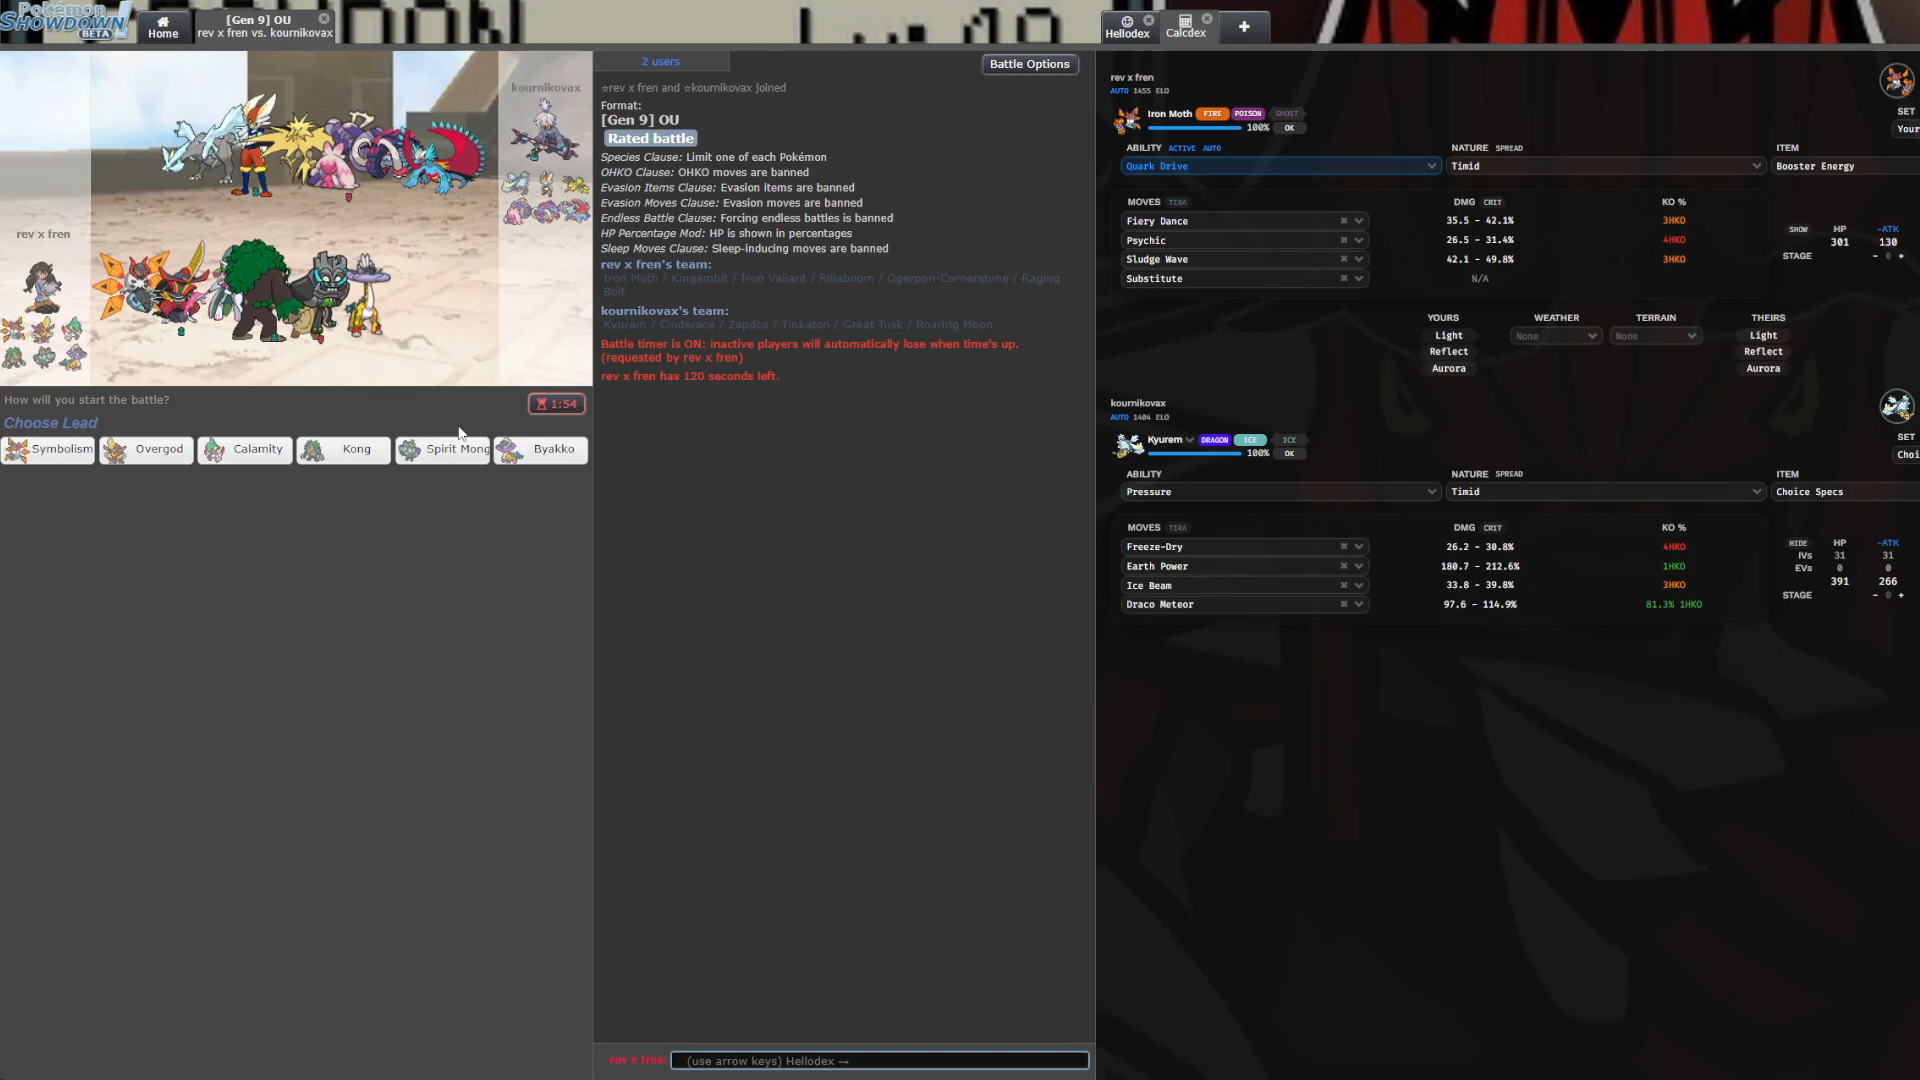 Pokémon
SHOWDOWN!
BETA
Home
[Gen 9] OU
rev x fren vs. kournikovax
Hellodex
Calcdex
+
kournikovax
rev x fren
2 users
Battle Options
☆rev x fren and ☆kournikovax joined
Format:
[Gen 9] OU
Rated battle
Species Clause: Limit one of each Pokémon
OHKO Clause: OHKO moves are banned
Evasion Items Clause: Evasion items are banned
Evasion Moves Clause: Evasion moves are banned
Endless Battle Clause: Forcing endless battles is banned
HP Percentage Mod: HP is shown in percentages
Sleep Moves Clause: Sleep-inducing moves are banned
rev x fren's team:
Iron Moth / Kingambit / Iron Valiant / Rillaboom / Ogerpon-Cornerstone / Raging
Bolt
kournikovax's team:
Kyurem / Cinderace / Zapdos / Tinkaton / Great Tusk / Roaring Moon
Battle timer is ON: inactive players will automatically lose when time's up.
(requested by rev x fren)
rev x fren has 120 seconds left.
How will you start the battle?
1:54
Choose Lead
Symbolism
Overgod
Calamity
Kong
Spirit Mong
Byakko
rev x fren:
(use arrow keys) Hellodex →
rev x fren
AUTO 1455 ELO
Iron Moth FIRE POISON GHOST
100% OK
SET
Your
ABILITY ACTIVE AUTO NATURE SPREAD ITEM
Quark Drive Timid Booster Energy
MOVES TERA DMG CRIT KO %
Fiery Dance 35.5 - 42.1% 3HKO
Psychic 26.5 - 31.4% 4HKO
Sludge Wave 42.1 - 49.8% 3HKO
Substitute N/A
SHOW HP -ATK
301 130
STAGE - 0 +
YOURS WEATHER TERRAIN THEIRS
Light None None Light
Reflect Reflect
Aurora Aurora
kournikovax
AUTO 1404 ELO
Kyurem DRAGON ICE ICE
100% OK
SET
Choi
ABILITY NATURE SPREAD ITEM
Pressure Timid Choice Specs
MOVES TERA DMG CRIT KO %
Freeze-Dry 26.2 - 30.8% 4HKO
Earth Power 180.7 - 212.6% 1HKO
Ice Beam 33.8 - 39.8% 3HKO
Draco Meteor 97.6 - 114.9% 81.3% 1HKO
HIDE HP -ATK
IVs 31 31
EVs 0 0
391 266
STAGE - 0 +